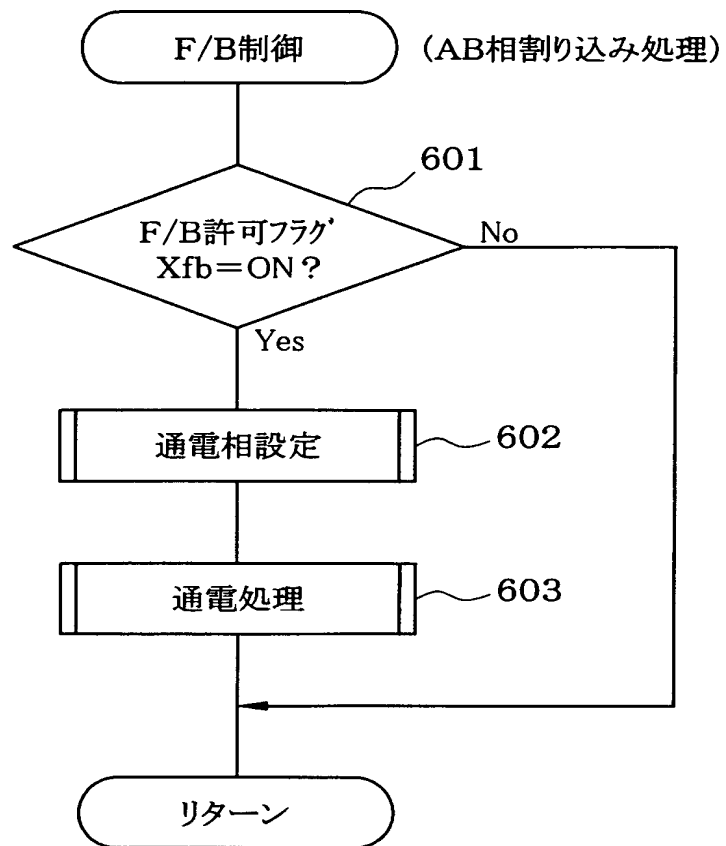 F/B制御 (AB相割り込み処理)
601
F/B許可フラグ
Xfb=ON?
No
Yes
通電相設定
602
通電処理
603
リターン